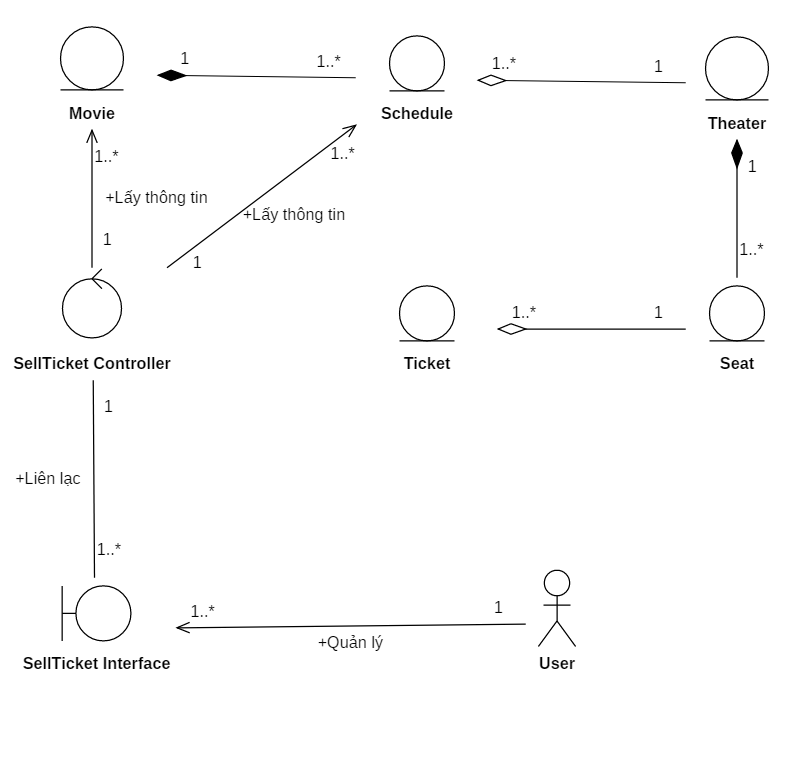 1
1..*
1..*
1
Movie
Schedule
Theater
1..*
1..*
1
+Lấy thông tin
+Lấy thông tin
1
1
1..*
1..*
1
SellTicket Controller
Ticket
Seat
1
+Liên lạc
1..*
1..*
1
+Quản lý
SellTicket Interface
User